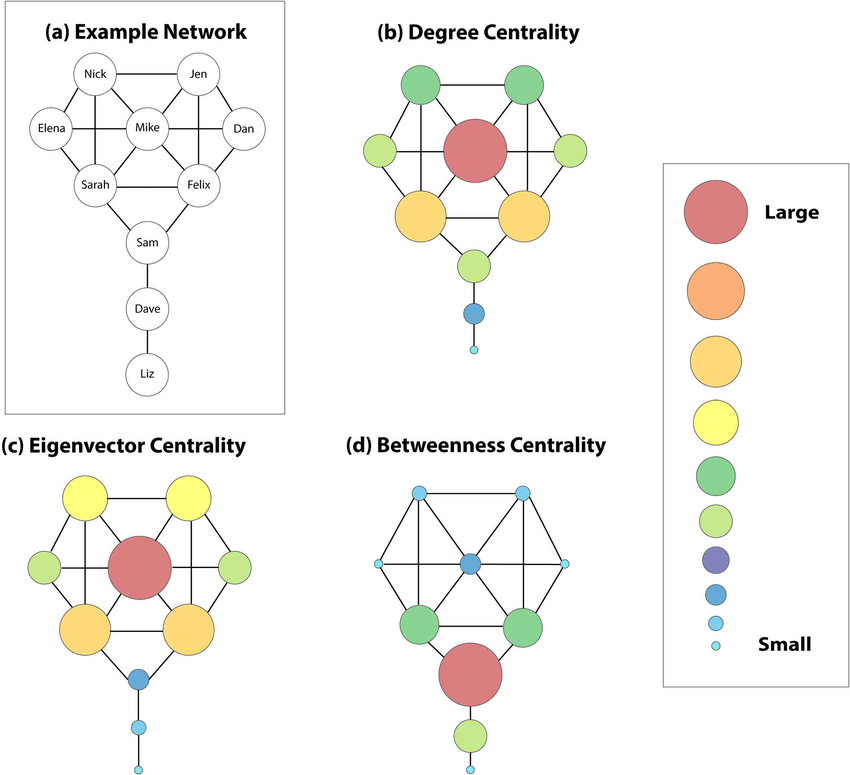 (a) Example Network
Nick
Jen
Elena
Mike
Dan
Sarah
Felix
Sam
Dave
Liz
(b) Degree Centrality
Large
Small
(c) Eigenvector Centrality
(d) Betweenness Centrality